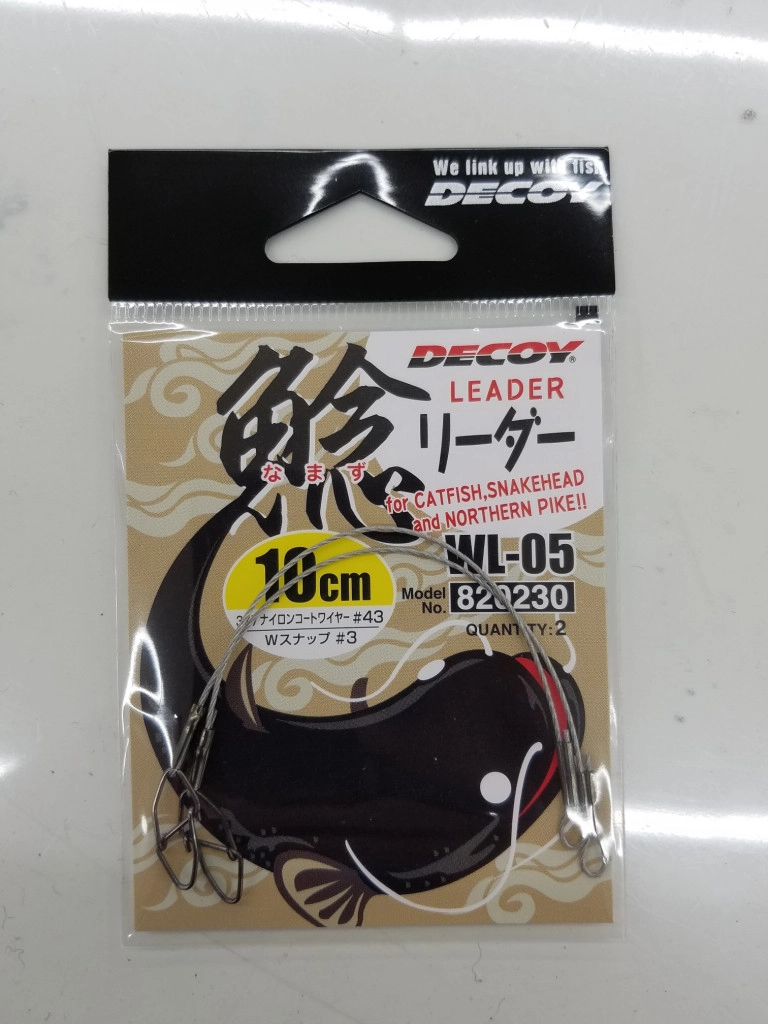 We link up with fish
DECOY
DECOY®
LEADER
鯰
なまず
リーダー
for CATFISH,SNAKEHEAD
and NORTHERN PIKE!!
WL-05
10cm
Model No. 820230
ナイロンコートワイヤー #43
Wスナップ #3
QUANTITY:2